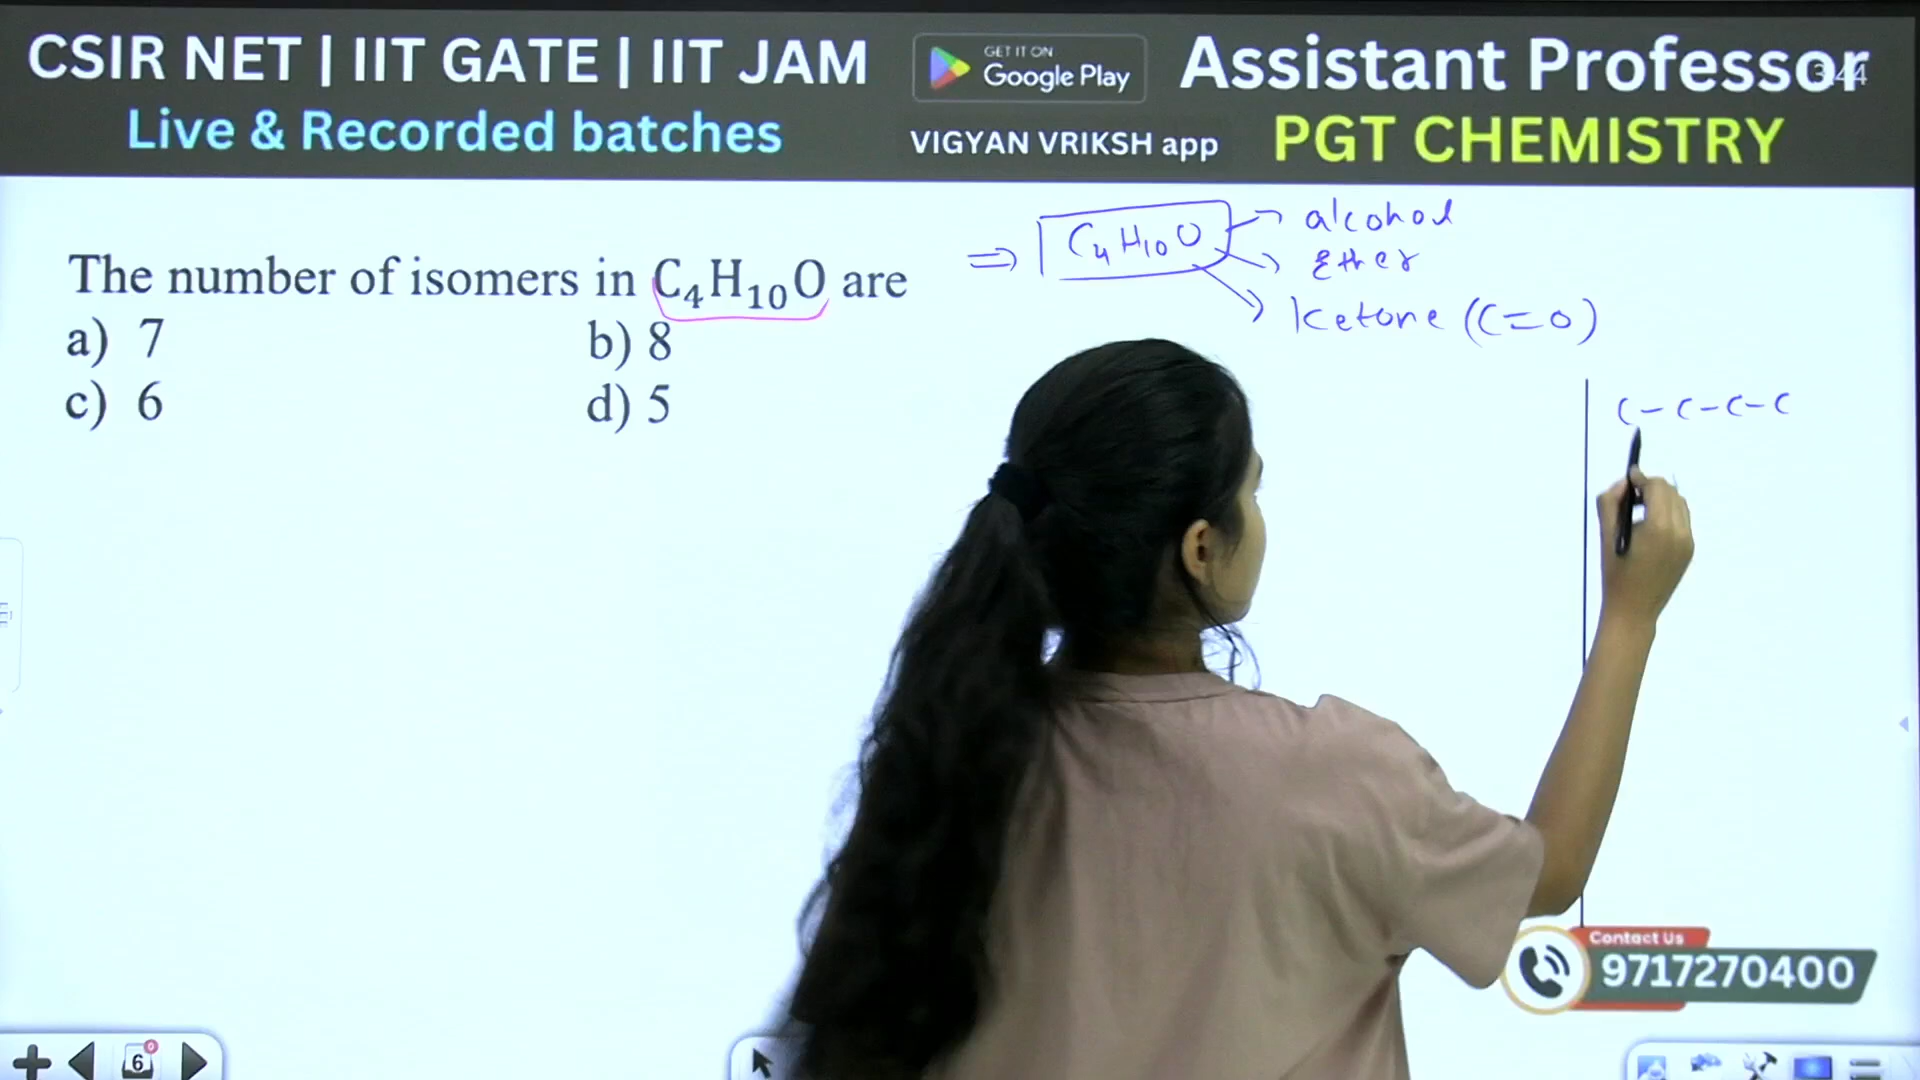 CSIR NET | IIT GATE | IIT JAM
Live & Recorded batches
GET IT ON
Google Play
VIGYAN VRIKSH app
Assistant Professor
PGT CHEMISTRY
The number of isomers in C₄H₁₀O are
a) 7
b) 8
c) 6
d) 5
⇒ C₄H₁₀O
alcohol
Ether
Ketone (C=O)
C-C-C-C
Contact Us
9717270400
6